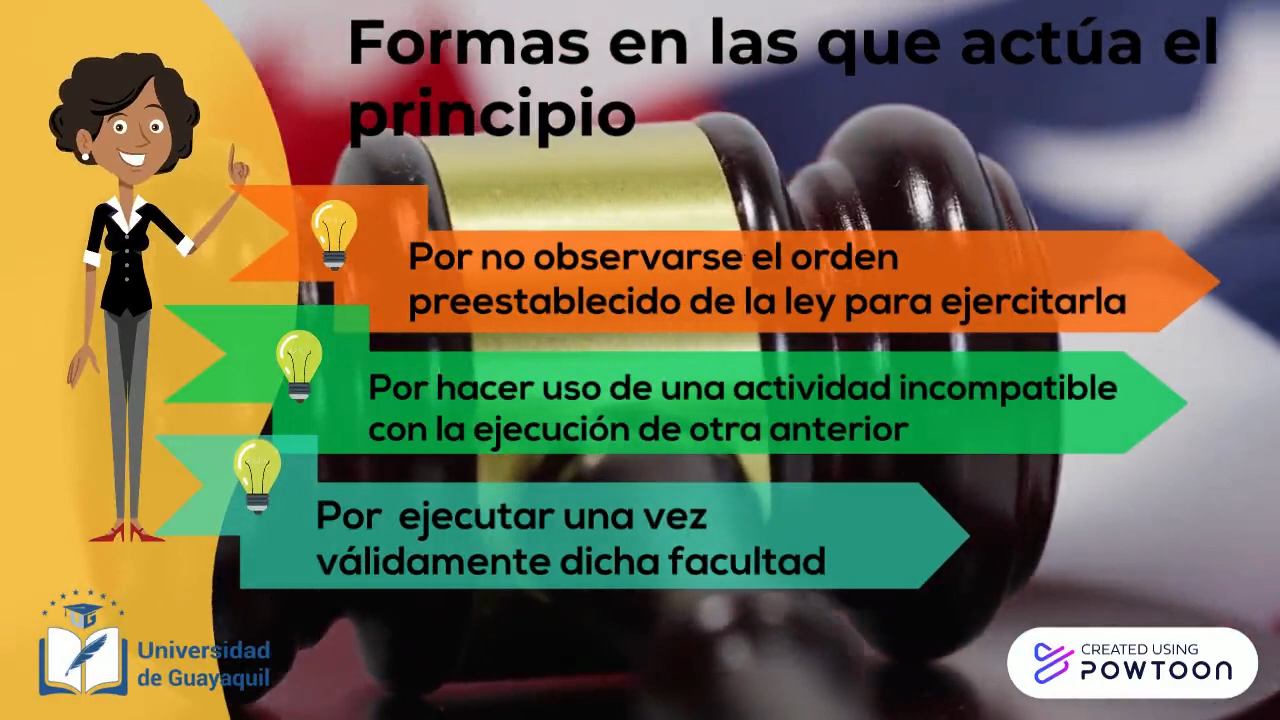 Formas en las que actúa el
principio
Por no observarse el orden
preestablecido de la ley para ejercitarla
Por hacer uso de una actividad incompatible
con la ejecución de otra anterior
Por ejecutar una vez
válidamente dicha facultad
Universidad
de Guayaquil
CREATED USING
POWTOON